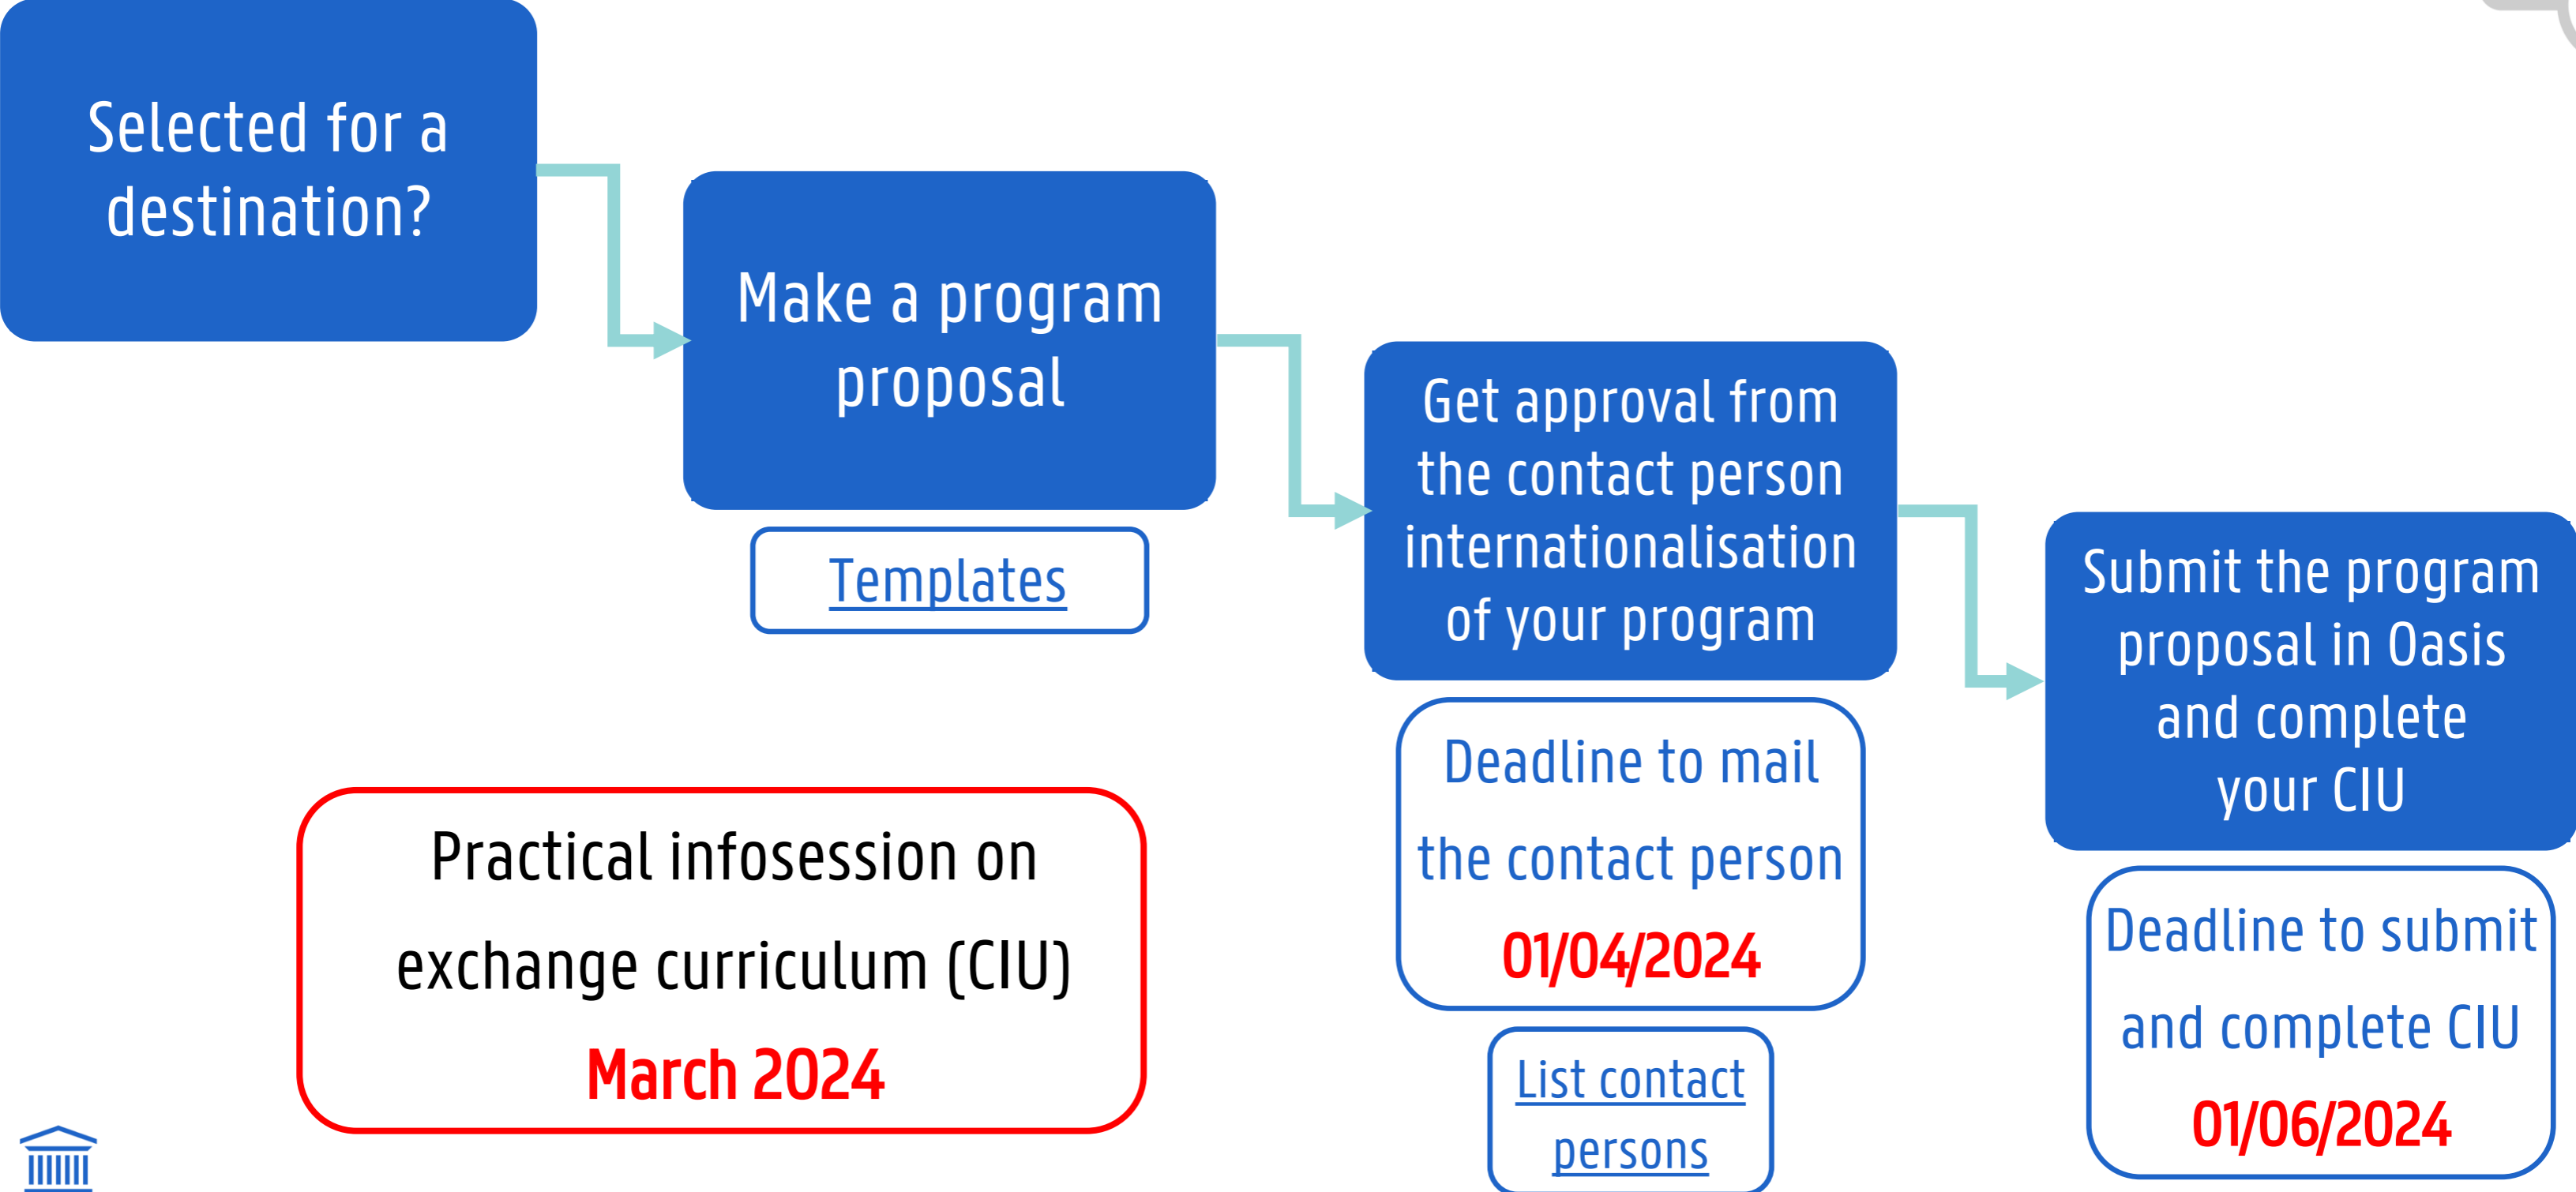 Selected for a
destination?
Make a program
proposal
Templates
Get approval from
the contact person
internationalisation
of your program
Deadline to mail
the contact person
01/04/2024
List contact
persons
Submit the program
proposal in Oasis
and complete
your CIU
Deadline to submit
and complete CIU
01/06/2024
Practical infosession on
exchange curriculum (CIU)
March 2024